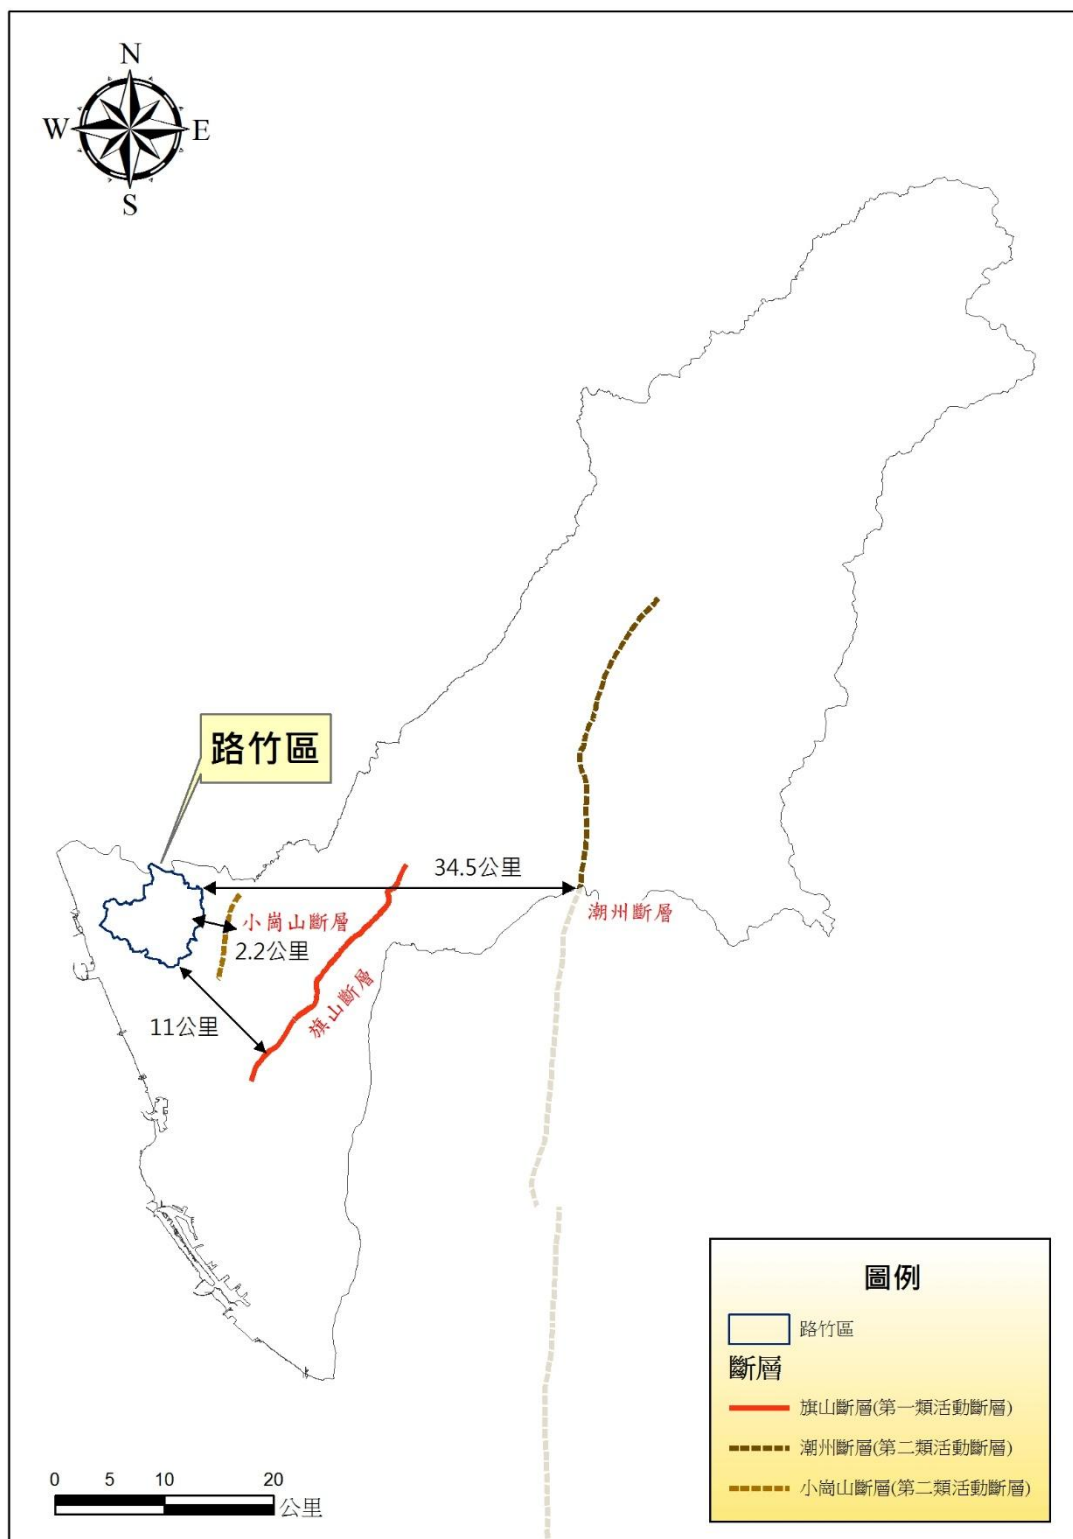 N
W
E
S
路竹區
34.5公里
小崗山斷層
潮州斷層
2.2公里
旗山斷層
11公里
圖例
路竹區
斷層
旗山斷層(第一類活動斷層)
潮州斷層(第二類活動斷層)
小崗山斷層(第二類活動斷層)
0 5 10 20
公里